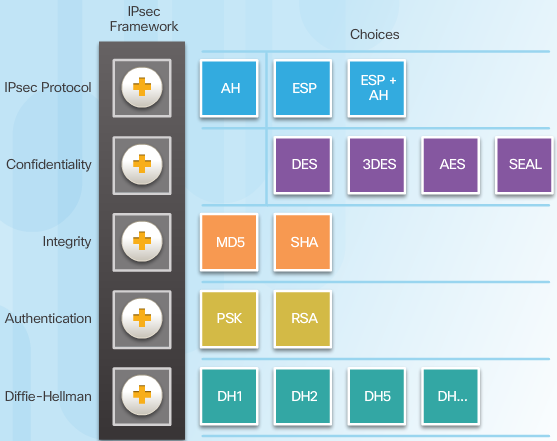 IPsec
Framework
Choices
IPsec Protocol
AH
ESP
ESP +
AH
Confidentiality
DES
3DES
AES
SEAL
Integrity
MD5
SHA
Authentication
PSK
RSA
Diffie-Hellman
DH1
DH2
DH5
DH...